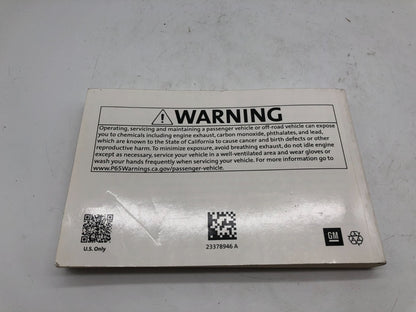 WARNING
Operating, servicing and maintaining a passenger vehicle or off-road vehicle can expose
you to chemicals including engine exhaust, carbon monoxide, phthalates, and lead,
which are known to the State of California to cause cancer and birth defects or other
reproductive harm. To minimize exposure, avoid breathing exhaust, do not idle engine
except as necessary, service your vehicle in a well-ventilated area and wear gloves or
wash your hands frequently when servicing your vehicle. For more information go to
www.P65Warnings.ca.gov/passenger-vehicle.
U.S. Only
23378946 A
GM